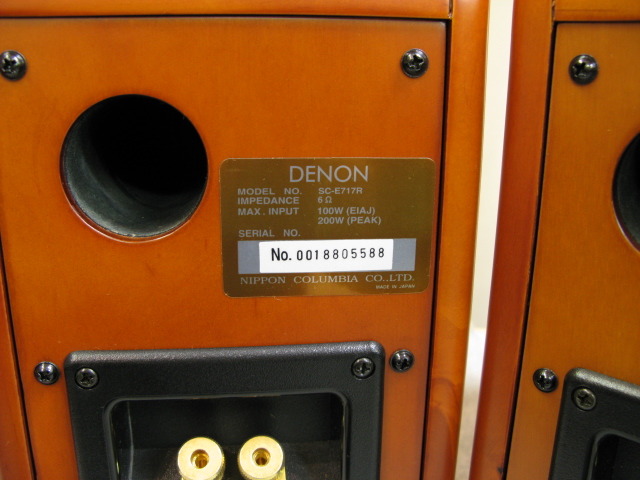 DENON
MODEL NO. SC-E717R
IMPEDANCE 6Ω
MAX. INPUT 100W (EIAJ)
200W (PEAK)
SERIAL NO.
No. 0018805588
NIPPON COLUMBIA CO.,LTD.
MADE IN JAPAN